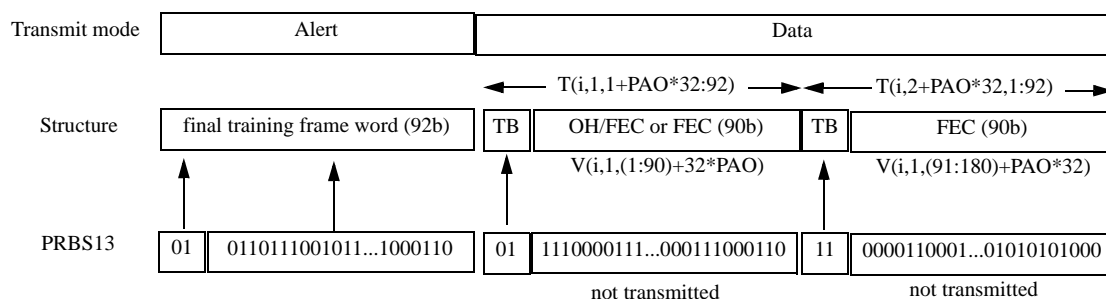 Transmit mode Alert Data
T(i,1,1+PAO*32:92) T(i,2+PAO*32,1:92)
Structure final training frame word (92b) TB OH/FEC or FEC (90b) TB FEC (90b)
V(i,1,(1:90)+32*PAO) V(i,1,(91:180)+PAO*32)
PRBS13 01 0110111001011...1000110 01 1110000111...000111000110 11 0000110001...01010101000
not transmitted not transmitted